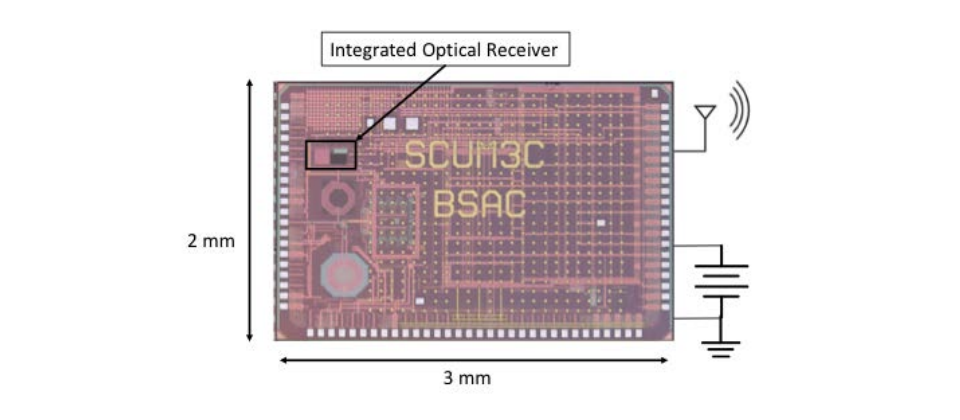 Integrated Optical Receiver
SCUM3C
BSAC
2 mm
3 mm